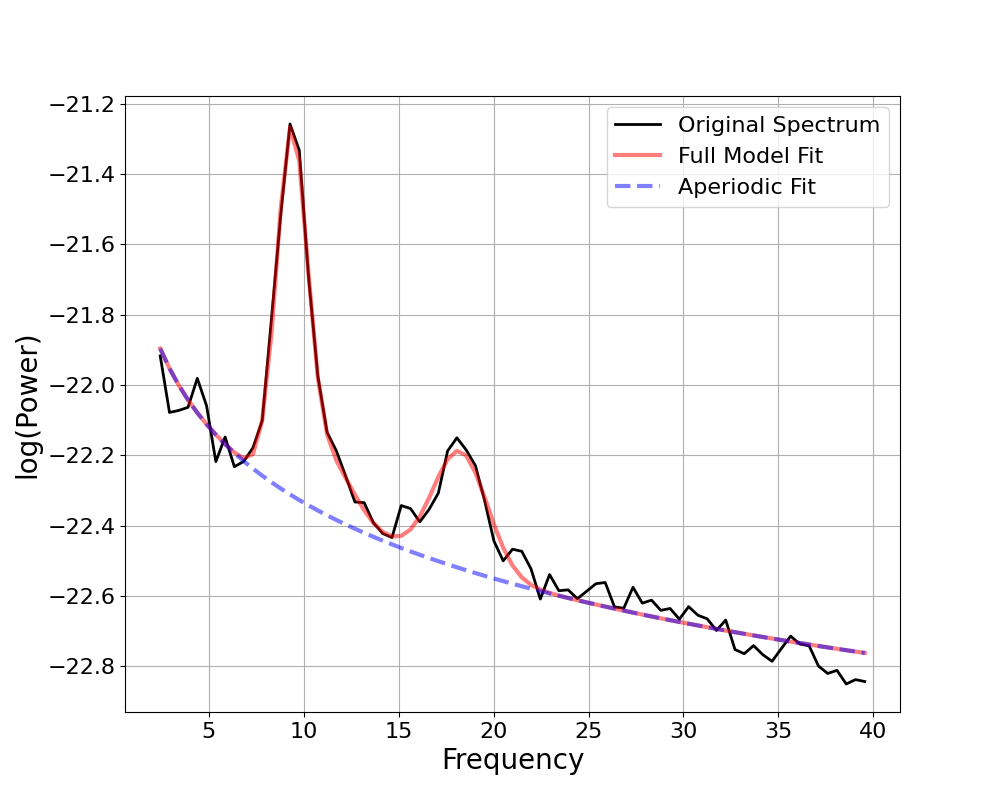 Original Spectrum
Full Model Fit
Aperiodic Fit
log(Power)
−21.2
−21.4
−21.6
−21.8
−22.0
−22.2
−22.4
−22.6
−22.8
5 10 15 20 25 30 35 40
Frequency